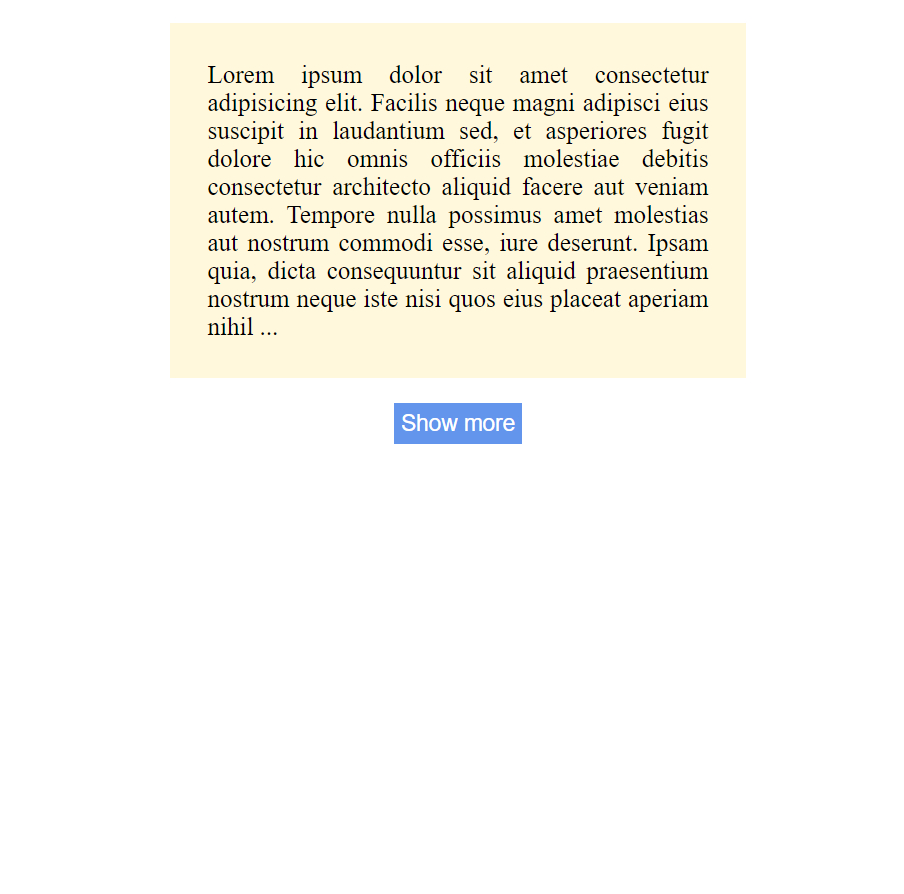 Lorem ipsum dolor sit amet consectetur
adipisicing elit. Facilis neque magni adipisci eius
suscipit in laudantium sed, et asperiores fugit
dolore hic omnis officiis molestiae debitis
consectetur architecto aliquid facere aut veniam
autem. Tempore nulla possimus amet molestias
aut nostrum commodi esse, iure deserunt. Ipsam
quia, dicta consequuntur sit aliquid praesentium
nostrum neque iste nisi quos eius placeat aperiam
nihil ...
Show more